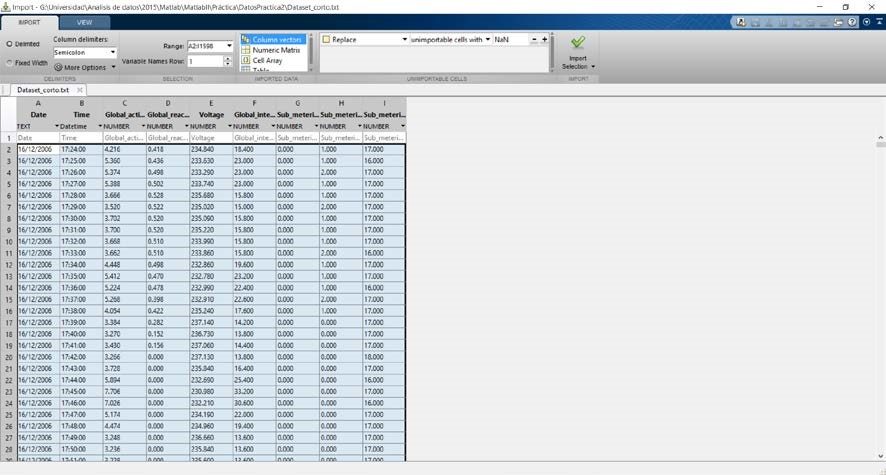 Import - G:\Universidad\Analisis de datos\2015\Matlab\MatlabII\Práctica\DatosPractica2\Dataset_corto.txt
IMPORT VIEW
Delimited Column delimiters: Range: A2:I1598 Column vectors Replace unimportable cells with NaN - +
Semicolon Numeric Matrix
Fixed Width More Options Variable Names Row: 1 Cell Array Import
Table Selection
DELIMITERS SELECTION IMPORTED DATA UNIMPORTABLE CELLS IMPORT
Dataset_corto.txt
A B C D E F G H I
Date Time Global_acti... Global_reac... Voltage Global_inte... Sub_meteri... Sub_meteri... Sub_meteri...
TEXT Datetime NUMBER NUMBER NUMBER NUMBER NUMBER NUMBER NUMBER
1 Date Time Global_acti... Global_reac... Voltage Global_inte... Sub_meteri... Sub_meteri... Sub_meteri...
2 16/12/2006 17:24:00 4.216 0.418 234.840 18.400 0.000 1.000 17.000
3 16/12/2006 17:25:00 5.360 0.436 233.630 23.000 0.000 1.000 16.000
4 16/12/2006 17:26:00 5.374 0.498 233.290 23.000 0.000 2.000 17.000
5 16/12/2006 17:27:00 5.388 0.502 233.740 23.000 0.000 1.000 17.000
6 16/12/2006 17:28:00 3.666 0.528 235.680 15.800 0.000 1.000 17.000
7 16/12/2006 17:29:00 3.520 0.522 235.020 15.000 0.000 2.000 17.000
8 16/12/2006 17:30:00 3.702 0.520 235.090 15.800 0.000 1.000 17.000
9 16/12/2006 17:31:00 3.700 0.520 235.220 15.800 0.000 1.000 17.000
10 16/12/2006 17:32:00 3.668 0.510 233.990 15.800 0.000 1.000 17.000
11 16/12/2006 17:33:00 3.662 0.510 233.860 15.800 0.000 2.000 16.000
12 16/12/2006 17:34:00 4.448 0.498 232.860 19.600 0.000 1.000 17.000
13 16/12/2006 17:35:00 5.412 0.470 232.780 23.200 0.000 1.000 17.000
14 16/12/2006 17:36:00 5.224 0.478 232.990 22.400 0.000 1.000 16.000
15 16/12/2006 17:37:00 5.268 0.398 232.910 22.600 0.000 2.000 17.000
16 16/12/2006 17:38:00 4.054 0.422 235.240 17.600 0.000 1.000 17.000
17 16/12/2006 17:39:00 3.384 0.282 237.140 14.200 0.000 0.000 17.000
18 16/12/2006 17:40:00 3.270 0.152 236.730 13.800 0.000 0.000 17.000
19 16/12/2006 17:41:00 3.430 0.156 237.060 14.400 0.000 0.000 17.000
20 16/12/2006 17:42:00 3.266 0.000 237.130 13.800 0.000 0.000 18.000
21 16/12/2006 17:43:00 3.728 0.000 235.840 16.400 0.000 0.000 17.000
22 16/12/2006 17:44:00 5.894 0.000 232.690 25.400 0.000 0.000 16.000
23 16/12/2006 17:45:00 7.706 0.000 230.980 33.200 0.000 0.000 17.000
24 16/12/2006 17:46:00 7.026 0.000 232.210 30.600 0.000 0.000 16.000
25 16/12/2006 17:47:00 5.174 0.000 234.190 22.000 0.000 0.000 17.000
26 16/12/2006 17:48:00 4.474 0.000 234.960 19.400 0.000 0.000 17.000
27 16/12/2006 17:49:00 3.248 0.000 236.660 13.600 0.000 0.000 17.000
28 16/12/2006 17:50:00 3.236 0.000 235.840 13.600 0.000 0.000 17.000
29 16/12/2006 17:51:00 3.228 0.000 235.600 13.600 0.000 0.000 17.000